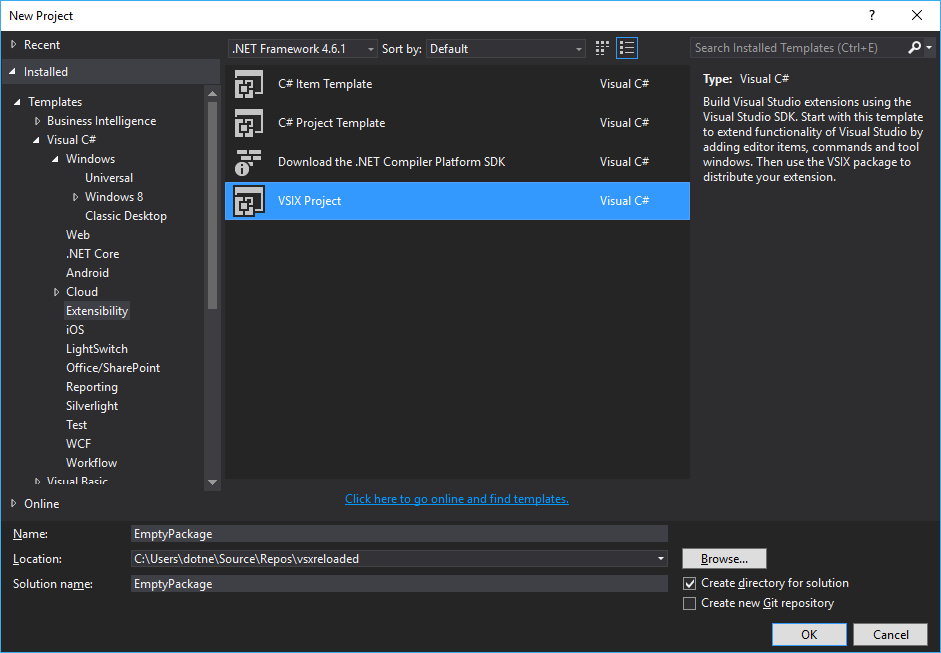 New Project
?
Recent
.NET Framework 4.6.1
Sort by:
Default
Search Installed Templates (Ctrl+E)
Installed
Templates
Business Intelligence
Visual C#
Windows
Universal
Windows 8
Classic Desktop
Web
.NET Core
Android
Cloud
Extensibility
iOS
LightSwitch
Office/SharePoint
Reporting
Silverlight
Test
WCF
Workflow
Visual Basic
Online
C# Item Template Visual C#
C# Project Template Visual C#
Download the .NET Compiler Platform SDK Visual C#
VSIX Project Visual C#
Click here to go online and find templates.
Type: Visual C#
Build Visual Studio extensions using the
Visual Studio SDK. Start with this template
to extend functionality of Visual Studio by
adding editor items, commands and tool
windows. Then use the VSIX package to
distribute your extension.
Name: EmptyPackage
Location: C:\Users\dotne\Source\Repos\vsxreloaded
Browse...
Solution name: EmptyPackage
Create directory for solution
Create new Git repository
OK
Cancel